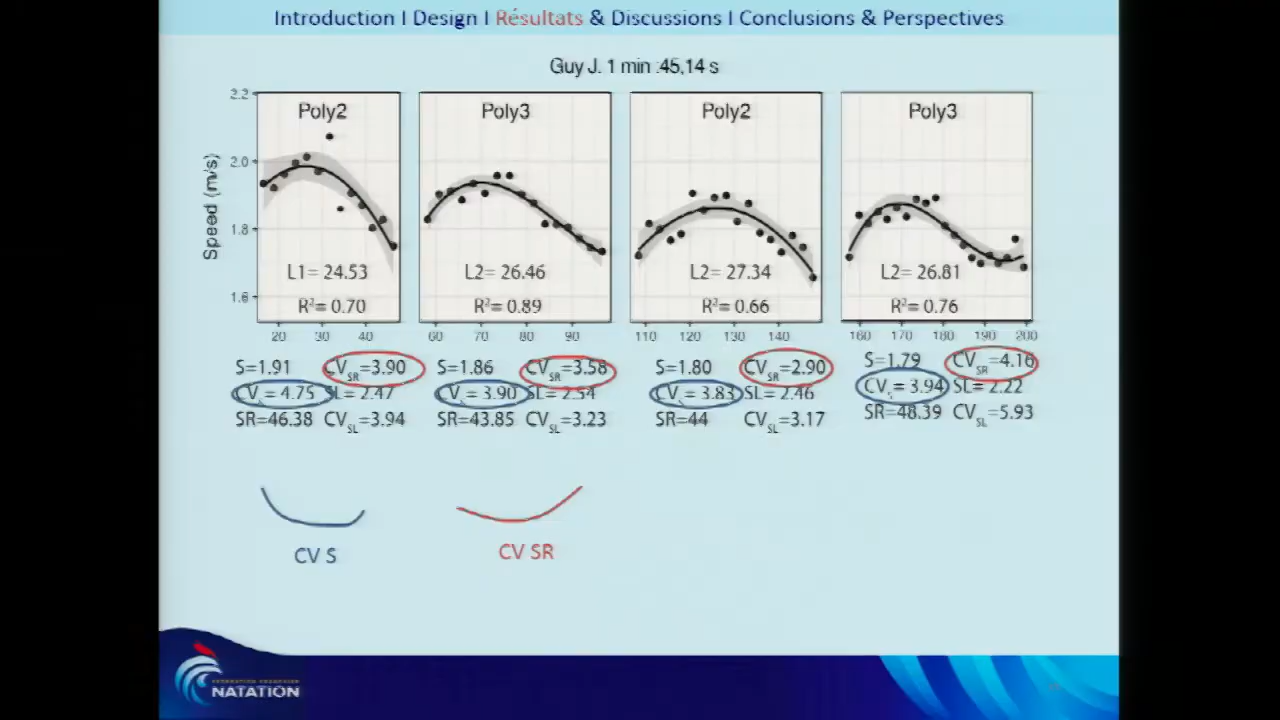 Introduction I Design I Résultats & Discussions I Conclusions & Perspectives
Guy J. 1 min :45,14 s
Speed (m/s)
2.2
2.0
1.8
1.6
Poly2
L1= 24.53
R²= 0.70
20 30 40
Poly3
L2= 26.46
R²= 0.89
60 70 80 90
Poly2
L2= 27.34
R²= 0.66
110 120 130 140
Poly3
L2= 26.81
R²= 0.76
160 170 180 190 200
S=1.91 CVSR=3.90
CVs= 4.75 SL= 2.47
SR=46.38 CVSL=3.94
S=1.86 CVSR=3.58
CVs= 3.90 SL= 2.54
SR=43.85 CVSL=3.23
S=1.80 CVSR=2.90
CVs= 3.83 SL= 2.46
SR=44 CVSL=3.17
S=1.79 CVSR=4.16
CVs= 3.94 SL= 2.22
SR=48.39 CVSL=5.93
CV S
CV SR
FEDERATION FRANÇAISE
NATATION